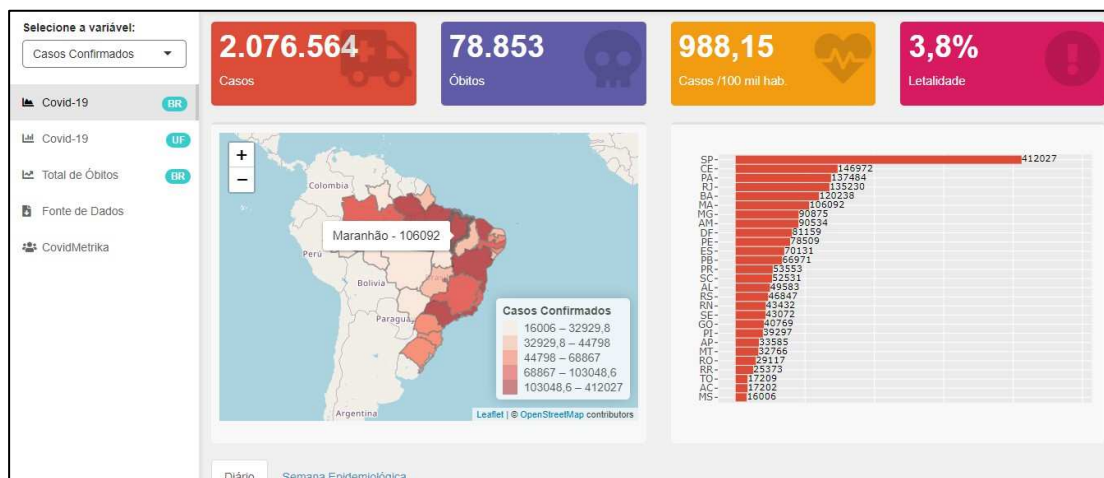 Selecione a variável:
Casos Confirmados
Covid-19 BR
Covid-19 UF
Total de Óbitos BR
Fonte de Dados
CovidMetrika
2.076.564
Casos
78.853
Óbitos
988,15
Casos /100 mil hab.
3,8%
Letalidade
+
−
Colombia
Maranhão - 106092
Perú
Bolivia
Paraguay
Argentina
Casos Confirmados
16006 – 32929,8
32929,8 – 44798
44798 – 68867
68867 – 103048,6
103048,6 – 412027
Leaflet | © OpenStreetMap contributors
SP 412027
CE 146972
PA 137484
RJ 135230
BA 120238
MA 106092
MG 90875
AM 90534
DF 81159
PE 78509
ES 70131
PB 66971
PR 53553
SC 52531
AL 49583
RS 46847
RN 43432
SE 43072
GO 40769
PI 39297
AP 33585
MT 32766
RO 29117
RR 25373
TO 17209
AC 17202
MS 16006
Diário
Semana Epidemiológica